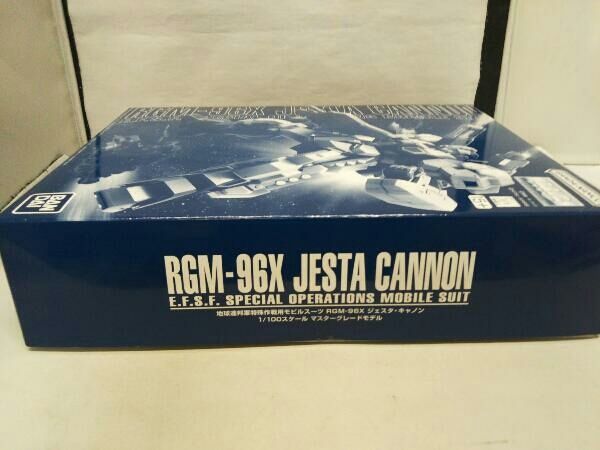 RGM-96X JESTA CANNON
BAN
DAI
RGM-96X JESTA CANNON
E.F.S.F. SPECIAL OPERATIONS MOBILE SUIT
地球連邦軍特殊作戦用モビルスーツ RGM-96X ジェスタ・キャノン
1/100スケール マスターグレードモデル